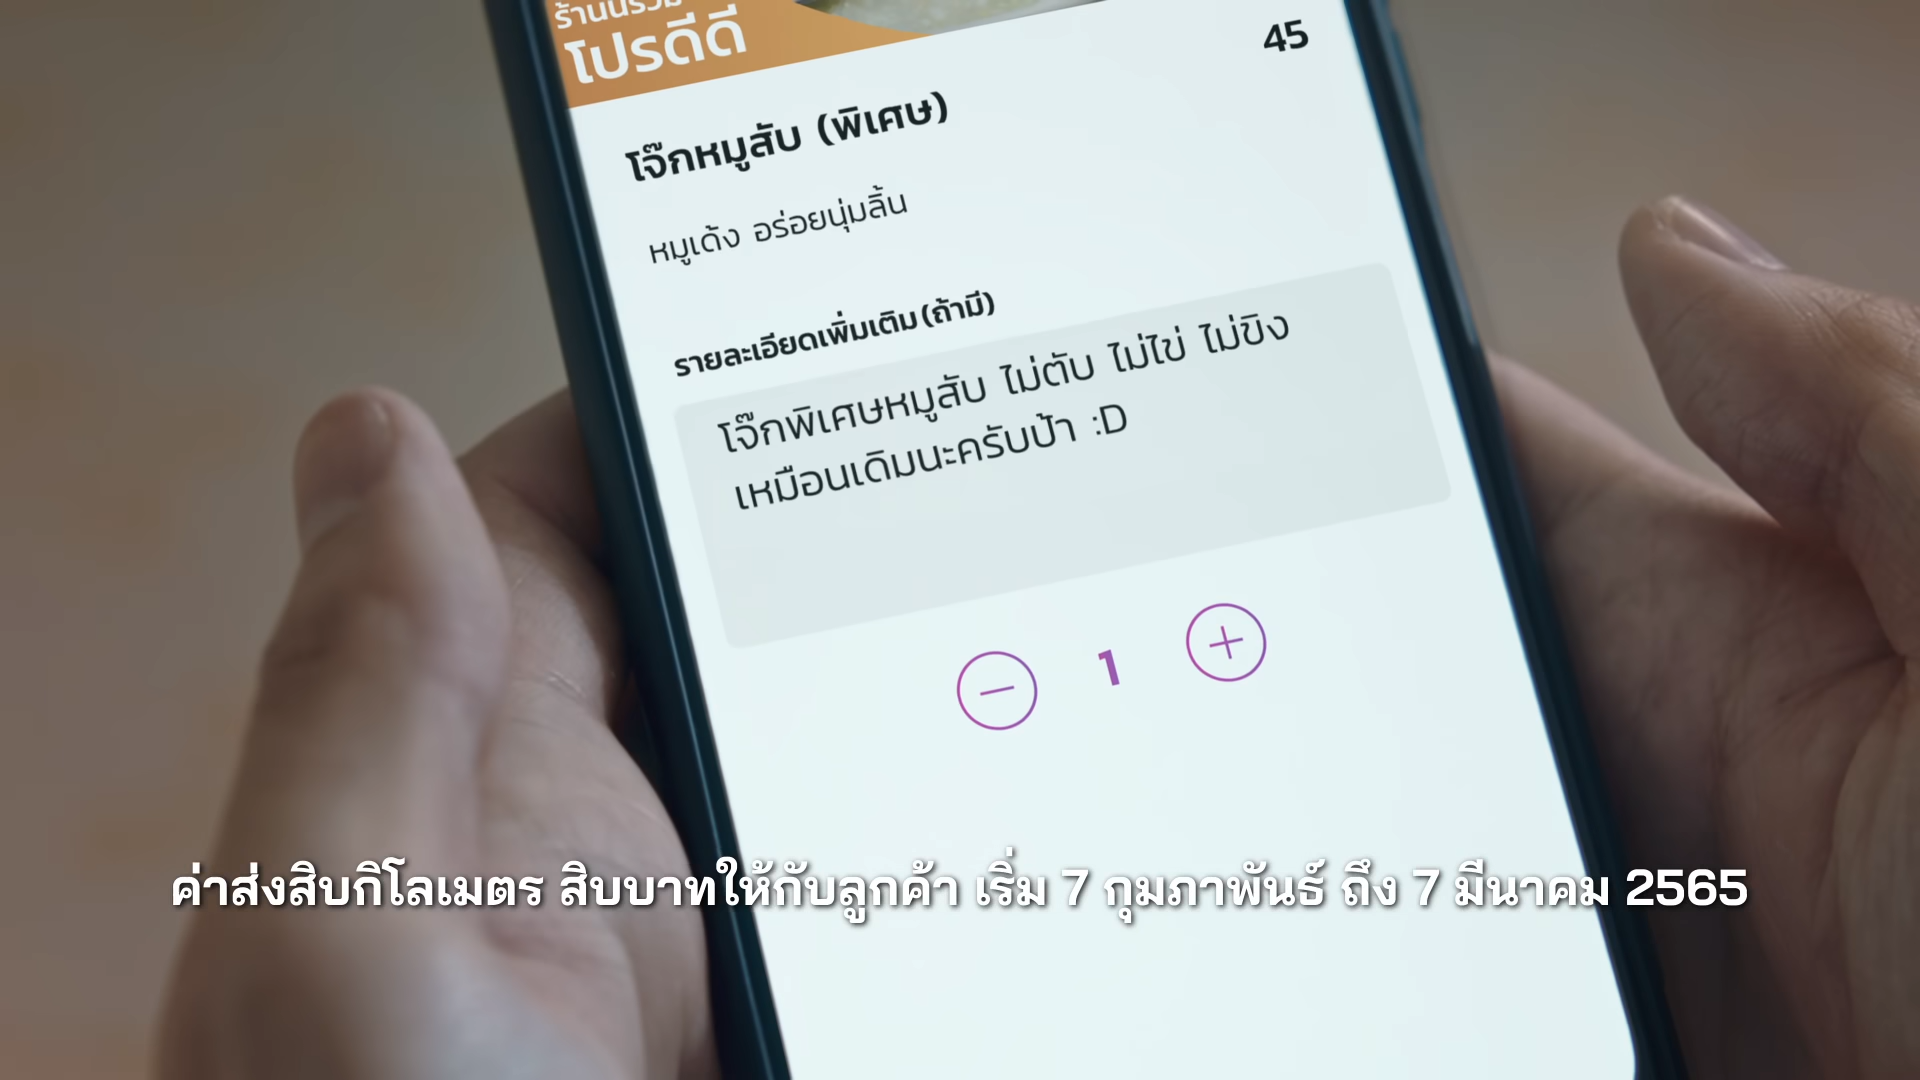 โปรดีดี
45
โจ๊กหมูสับ (พิเศษ)
หมูเด้ง อร่อยนุ่มลิ้น
รายละเอียดเพิ่มเติม (ถ้ามี)
โจ๊กพิเศษหมูสับ ไม่ตับ ไม่ไข่ ไม่ขิง
เหมือนเดิมนะครับป้า :D
1
ค่าส่งสิบกิโลเมตร สิบบาทให้กับลูกค้า เริ่ม 7 กุมภาพันธ์ ถึง 7 มีนาคม 2565